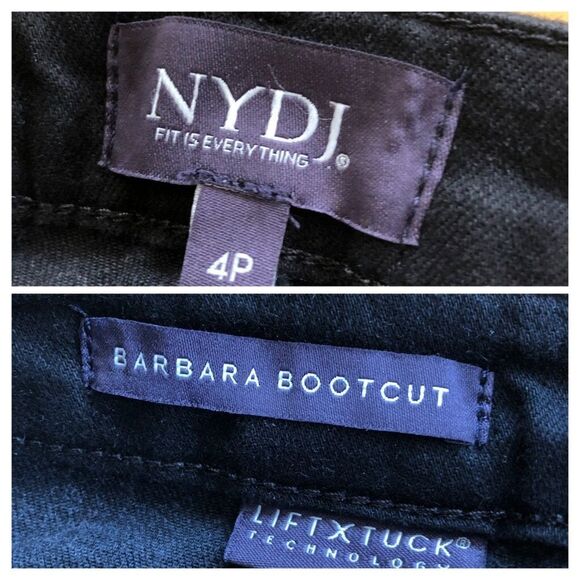 NYDJ®
FIT IS EVERYTHING
4P
BARBARA BOOTCUT
LIFTXTUCK®
TECHNOLOGY